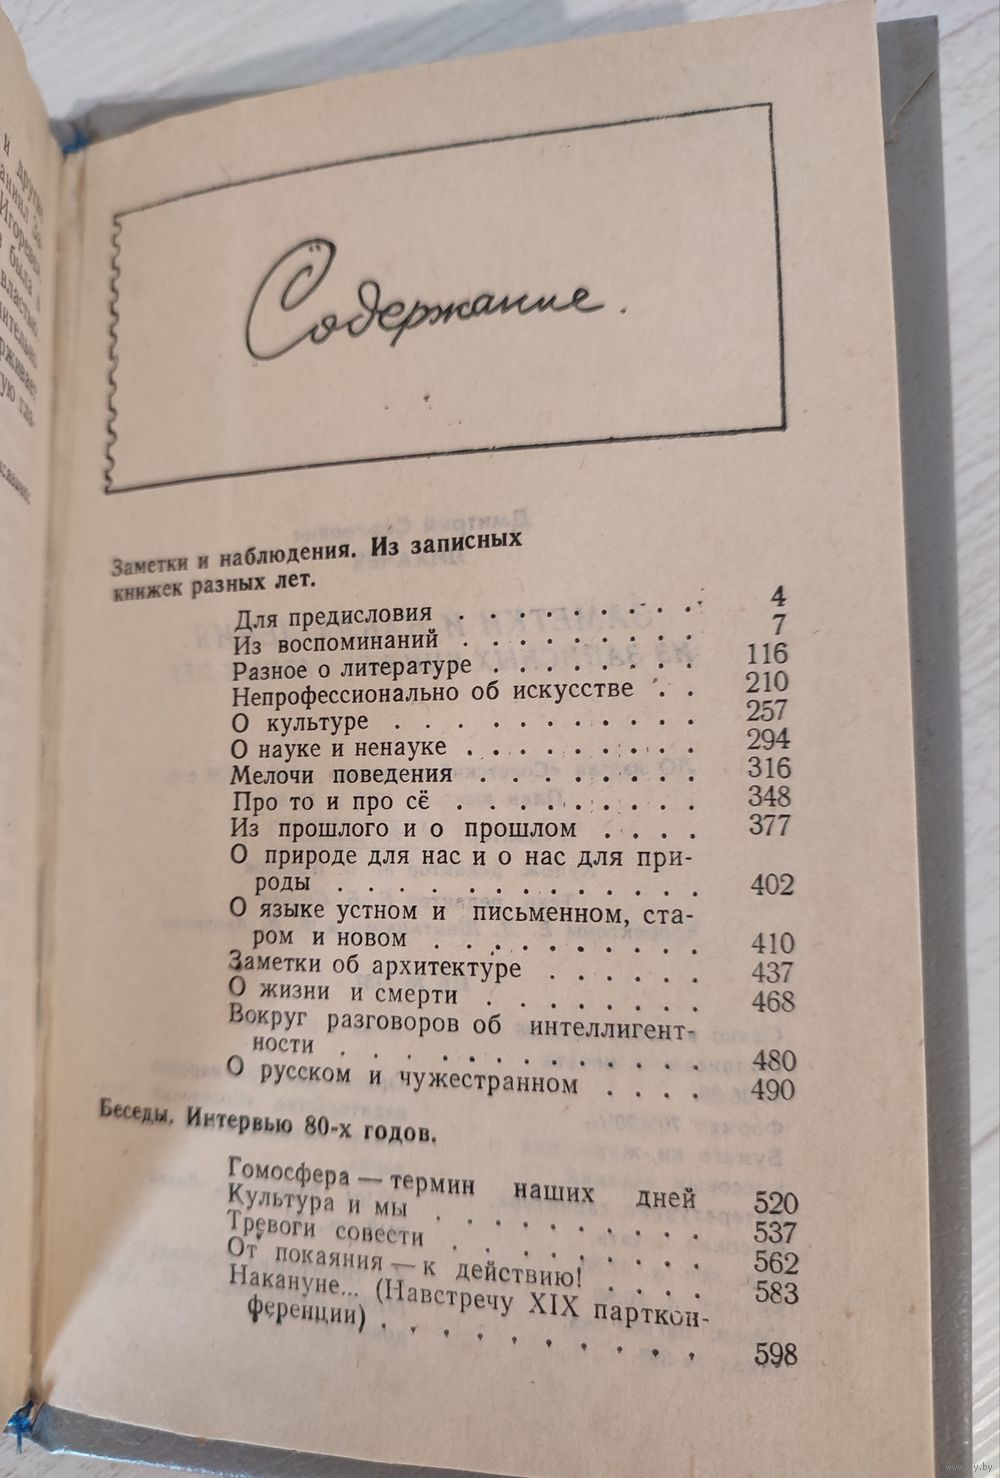 и другие
Игоревая
была
властью
Содержание.
Заметки и наблюдения. Из записных
книжек разных лет.
Для предисловия . . . . . . . . . 4
Из воспоминаний . . . . . . . . 7
Разное о литературе . . . . . . . 116
Непрофессионально об искусстве . . 210
О культуре . . . . . . . . . . 257
О науке и ненауке . . . . . . . . 294
Мелочи поведения . . . . . . . . 316
Про то и про сё . . . . . . . . 348
Из прошлого и о прошлом . . . . 377
О природе для нас и о нас для при-
роды . . . . . . . . . . . . 402
О языке устном и письменном, ста-
ром и новом . . . . . . . . . 410
Заметки об архитектуре . . . . . . 437
О жизни и смерти . . . . . . . . 468
Вокруг разговоров об интеллигент-
ности . . . . . . . . . . . . 480
О русском и чужестранном . . . . 490
Беседы. Интервью 80-х годов.
Гомосфера — термин наших дней 520
Культура и мы . . . . . . . . . 537
Тревоги совести . . . . . . . . 562
От покаяния — к действию! . . . . 583
Накануне... (Навстречу XIX парткон-
ференции) . . . . . . . . . . 598